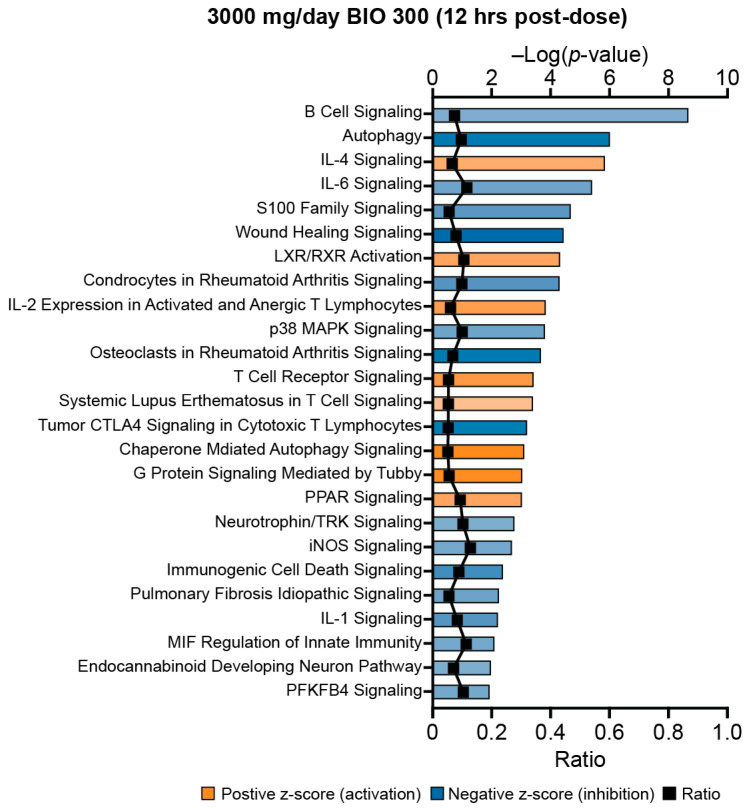 3000 mg/day BIO 300 (12 hrs post-dose)
–Log(p-value)
0 2 4 6 8 10
B Cell Signaling
Autophagy
IL-4 Signaling
IL-6 Signaling
S100 Family Signaling
Wound Healing Signaling
LXR/RXR Activation
Condrocytes in Rheumatoid Arthritis Signaling
IL-2 Expression in Activated and Anergic T Lymphocytes
p38 MAPK Signaling
Osteoclasts in Rheumatoid Arthritis Signaling
T Cell Receptor Signaling
Systemic Lupus Erthematosus in T Cell Signaling
Tumor CTLA4 Signaling in Cytotoxic T Lymphocytes
Chaperone Mdiated Autophagy Signaling
G Protein Signaling Mediated by Tubby
PPAR Signaling
Neurotrophin/TRK Signaling
iNOS Signaling
Immunogenic Cell Death Signaling
Pulmonary Fibrosis Idiopathic Signaling
IL-1 Signaling
MIF Regulation of Innate Immunity
Endocannabinoid Developing Neuron Pathway
PFKFB4 Signaling
0 0.2 0.4 0.6 0.8 1.0
Ratio
Postive z-score (activation) Negative z-score (inhibition) Ratio